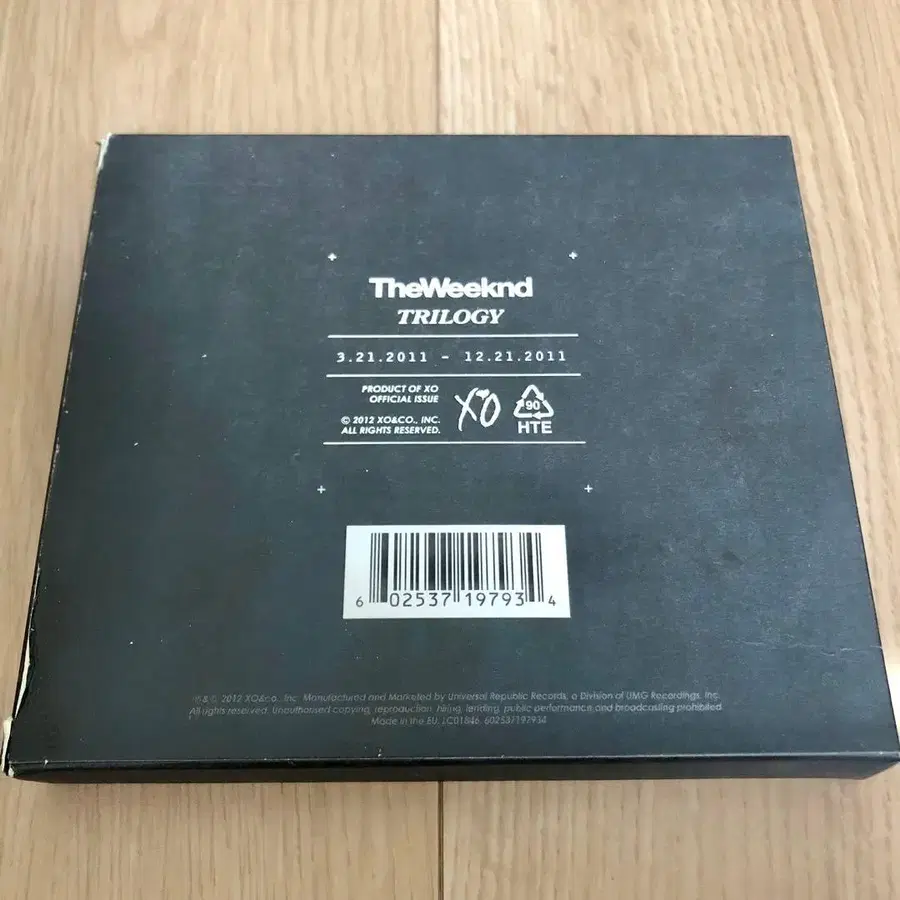 TheWeeknd
TRILOGY
3.21.2011 - 12.21.2011
PRODUCT OF XO
OFFICIAL ISSUE
© 2012 XO&CO., INC.
ALL RIGHTS RESERVED.
XO
90
HTE
6 02537 19793 4
℗ & © 2012 XO&co., Inc. Manufactured and Marketed by Universal Republic Records, a Division of UMG Recordings, Inc.
All rights reserved. Unauthorised copying, reproduction, hiring, lending, public performance and broadcasting prohibited.
Made in the EU. LC01846. 602537197934